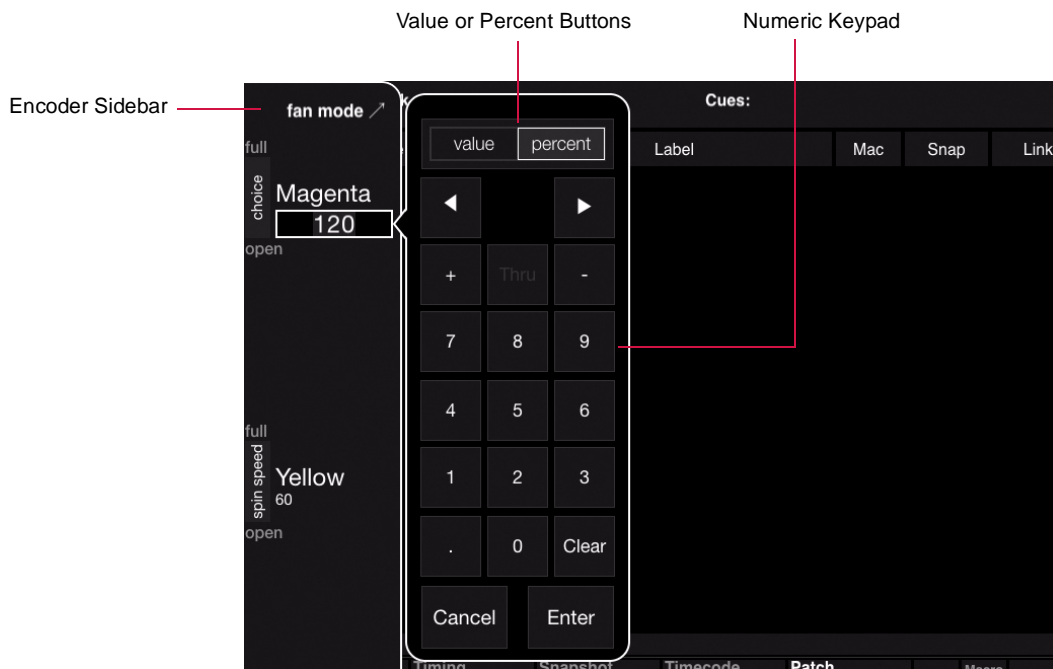 Value or Percent Buttons
Numeric Keypad
Encoder Sidebar
fan mode
Cues:
value
percent
Label
Mac
Snap
Link
full
choice
Magenta
120
open
+
Thru
-
7
8
9
4
5
6
full
spin speed
Yellow
60
open
1
2
3
.
0
Clear
Cancel
Enter
Timing
Snapshot
Timecode
Patch
Macro